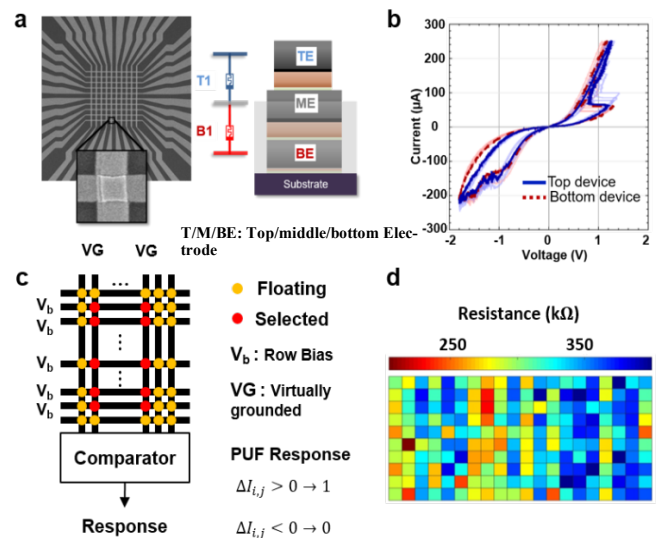 a
T1
B1
TE
ME
BE
Substrate
T/M/BE: Top/middle/bottom Elec-
trode
b
Current (µA)
300
200
100
0
-100
-200
-300
-2
-1
0
1
2
Voltage (V)
Top device
Bottom device
c
VG
VG
...
Vb
Vb
Vb
Vb
Vb
Comparator
Response
Floating
Selected
Vb : Row Bias
VG : Virtually
grounded
PUF Response
ΔI i,j > 0 → 1
ΔI i,j < 0 → 0
d
Resistance (kΩ)
250
350